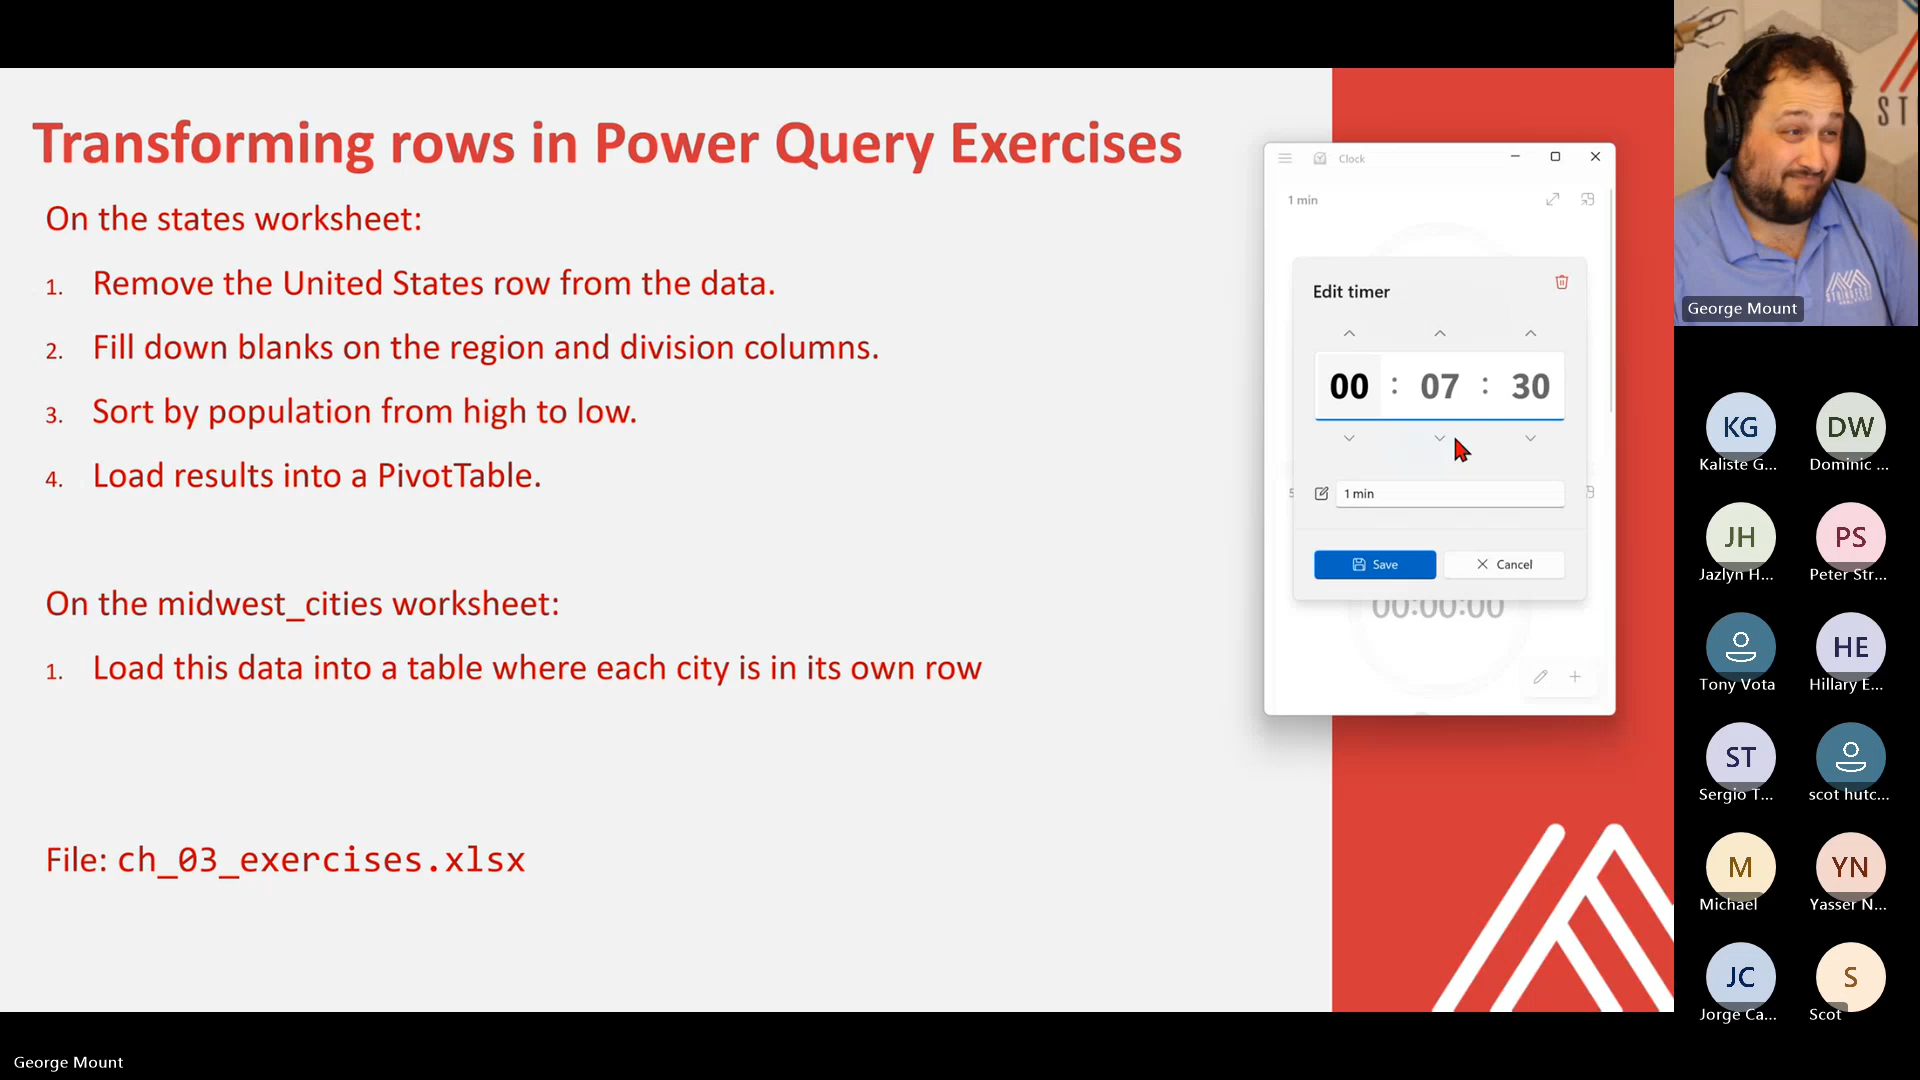 Transforming rows in Power Query Exercises
On the states worksheet:
1. Remove the United States row from the data.
2. Fill down blanks on the region and division columns.
3. Sort by population from high to low.
4. Load results into a PivotTable.
On the midwest_cities worksheet:
1. Load this data into a table where each city is in its own row
File: ch_03_exercises.xlsx
Clock
1 min
Edit timer
00 : 07 : 30
1 min
Save
Cancel
00:00:00
ST
George Mount
KG
Kaliste G...
DW
Dominic ...
JH
Jazlyn H...
PS
Peter Str...
Tony Vota
HE
Hillary E...
ST
Sergio T...
scot hutc...
M
Michael
YN
Yasser N...
JC
Jorge Ca...
S
Scot
George Mount